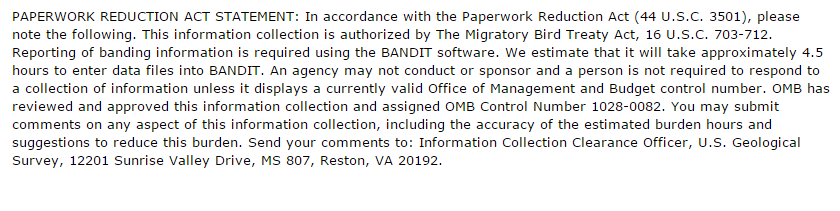 PAPERWORK REDUCTION ACT STATEMENT: In accordance with the Paperwork Reduction Act (44 U.S.C. 3501), please
note the following. This information collection is authorized by The Migratory Bird Treaty Act, 16 U.S.C. 703-712.
Reporting of banding information is required using the BANDIT software. We estimate that it will take approximately 4.5
hours to enter data files into BANDIT. An agency may not conduct or sponsor and a person is not required to respond to
a collection of information unless it displays a currently valid Office of Management and Budget control number. OMB has
reviewed and approved this information collection and assigned OMB Control Number 1028-0082. You may submit
comments on any aspect of this information collection, including the accuracy of the estimated burden hours and
suggestions to reduce this burden. Send your comments to: Information Collection Clearance Officer, U.S. Geological
Survey, 12201 Sunrise Valley Drive, MS 807, Reston, VA 20192.